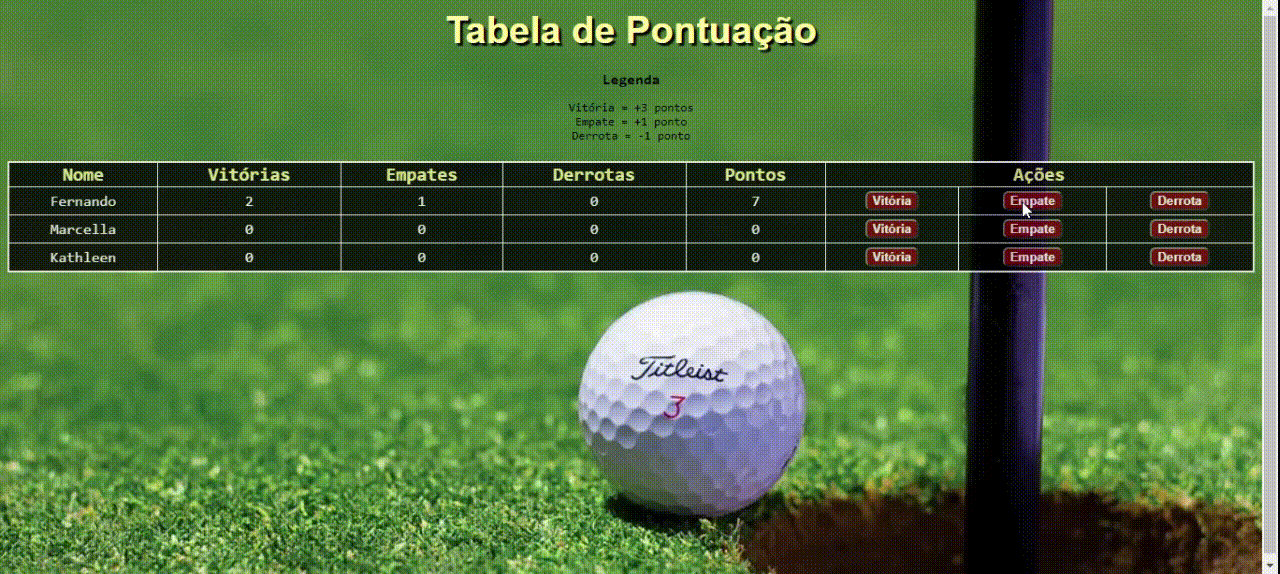 Tabela de Pontuação
Legenda
Vitória = +3 pontos
Empate = +1 ponto
Derrota = -1 ponto
Nome Vitórias Empates Derrotas Pontos Ações
Fernando 2 1 0 7 Vitória Empate Derrota
Marcella 0 0 0 0 Vitória Empate Derrota
Kathleen 0 0 0 0 Vitória Empate Derrota
Titleist
3